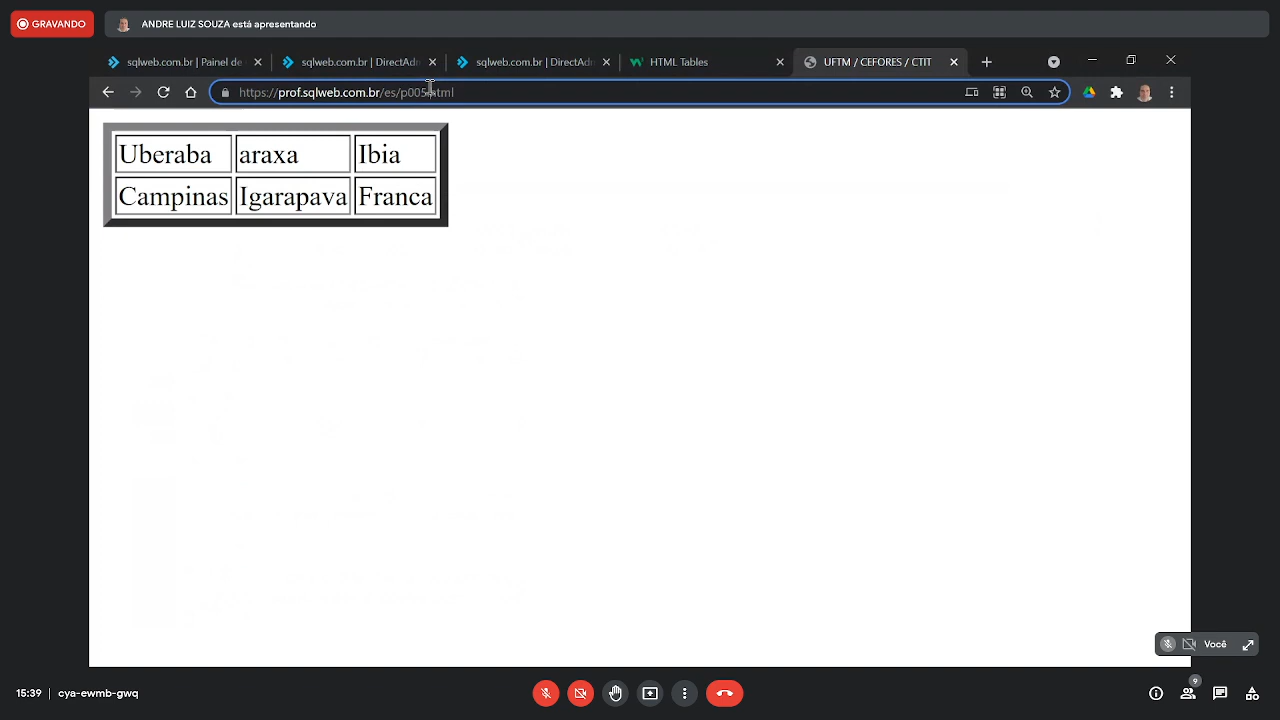 GRAVANDO
ANDRE LUIZ SOUZA está apresentando
sqlweb.com.br | Painel de
sqlweb.com.br | DirectAdm
sqlweb.com.br | DirectAdm
HTML Tables
UFTM / CEFORES / CTIT
https://prof.sqlweb.com.br/es/p005.html
Uberaba araxa Ibia
Campinas Igarapava Franca
Você
15:39 cya-ewmb-gwq
9